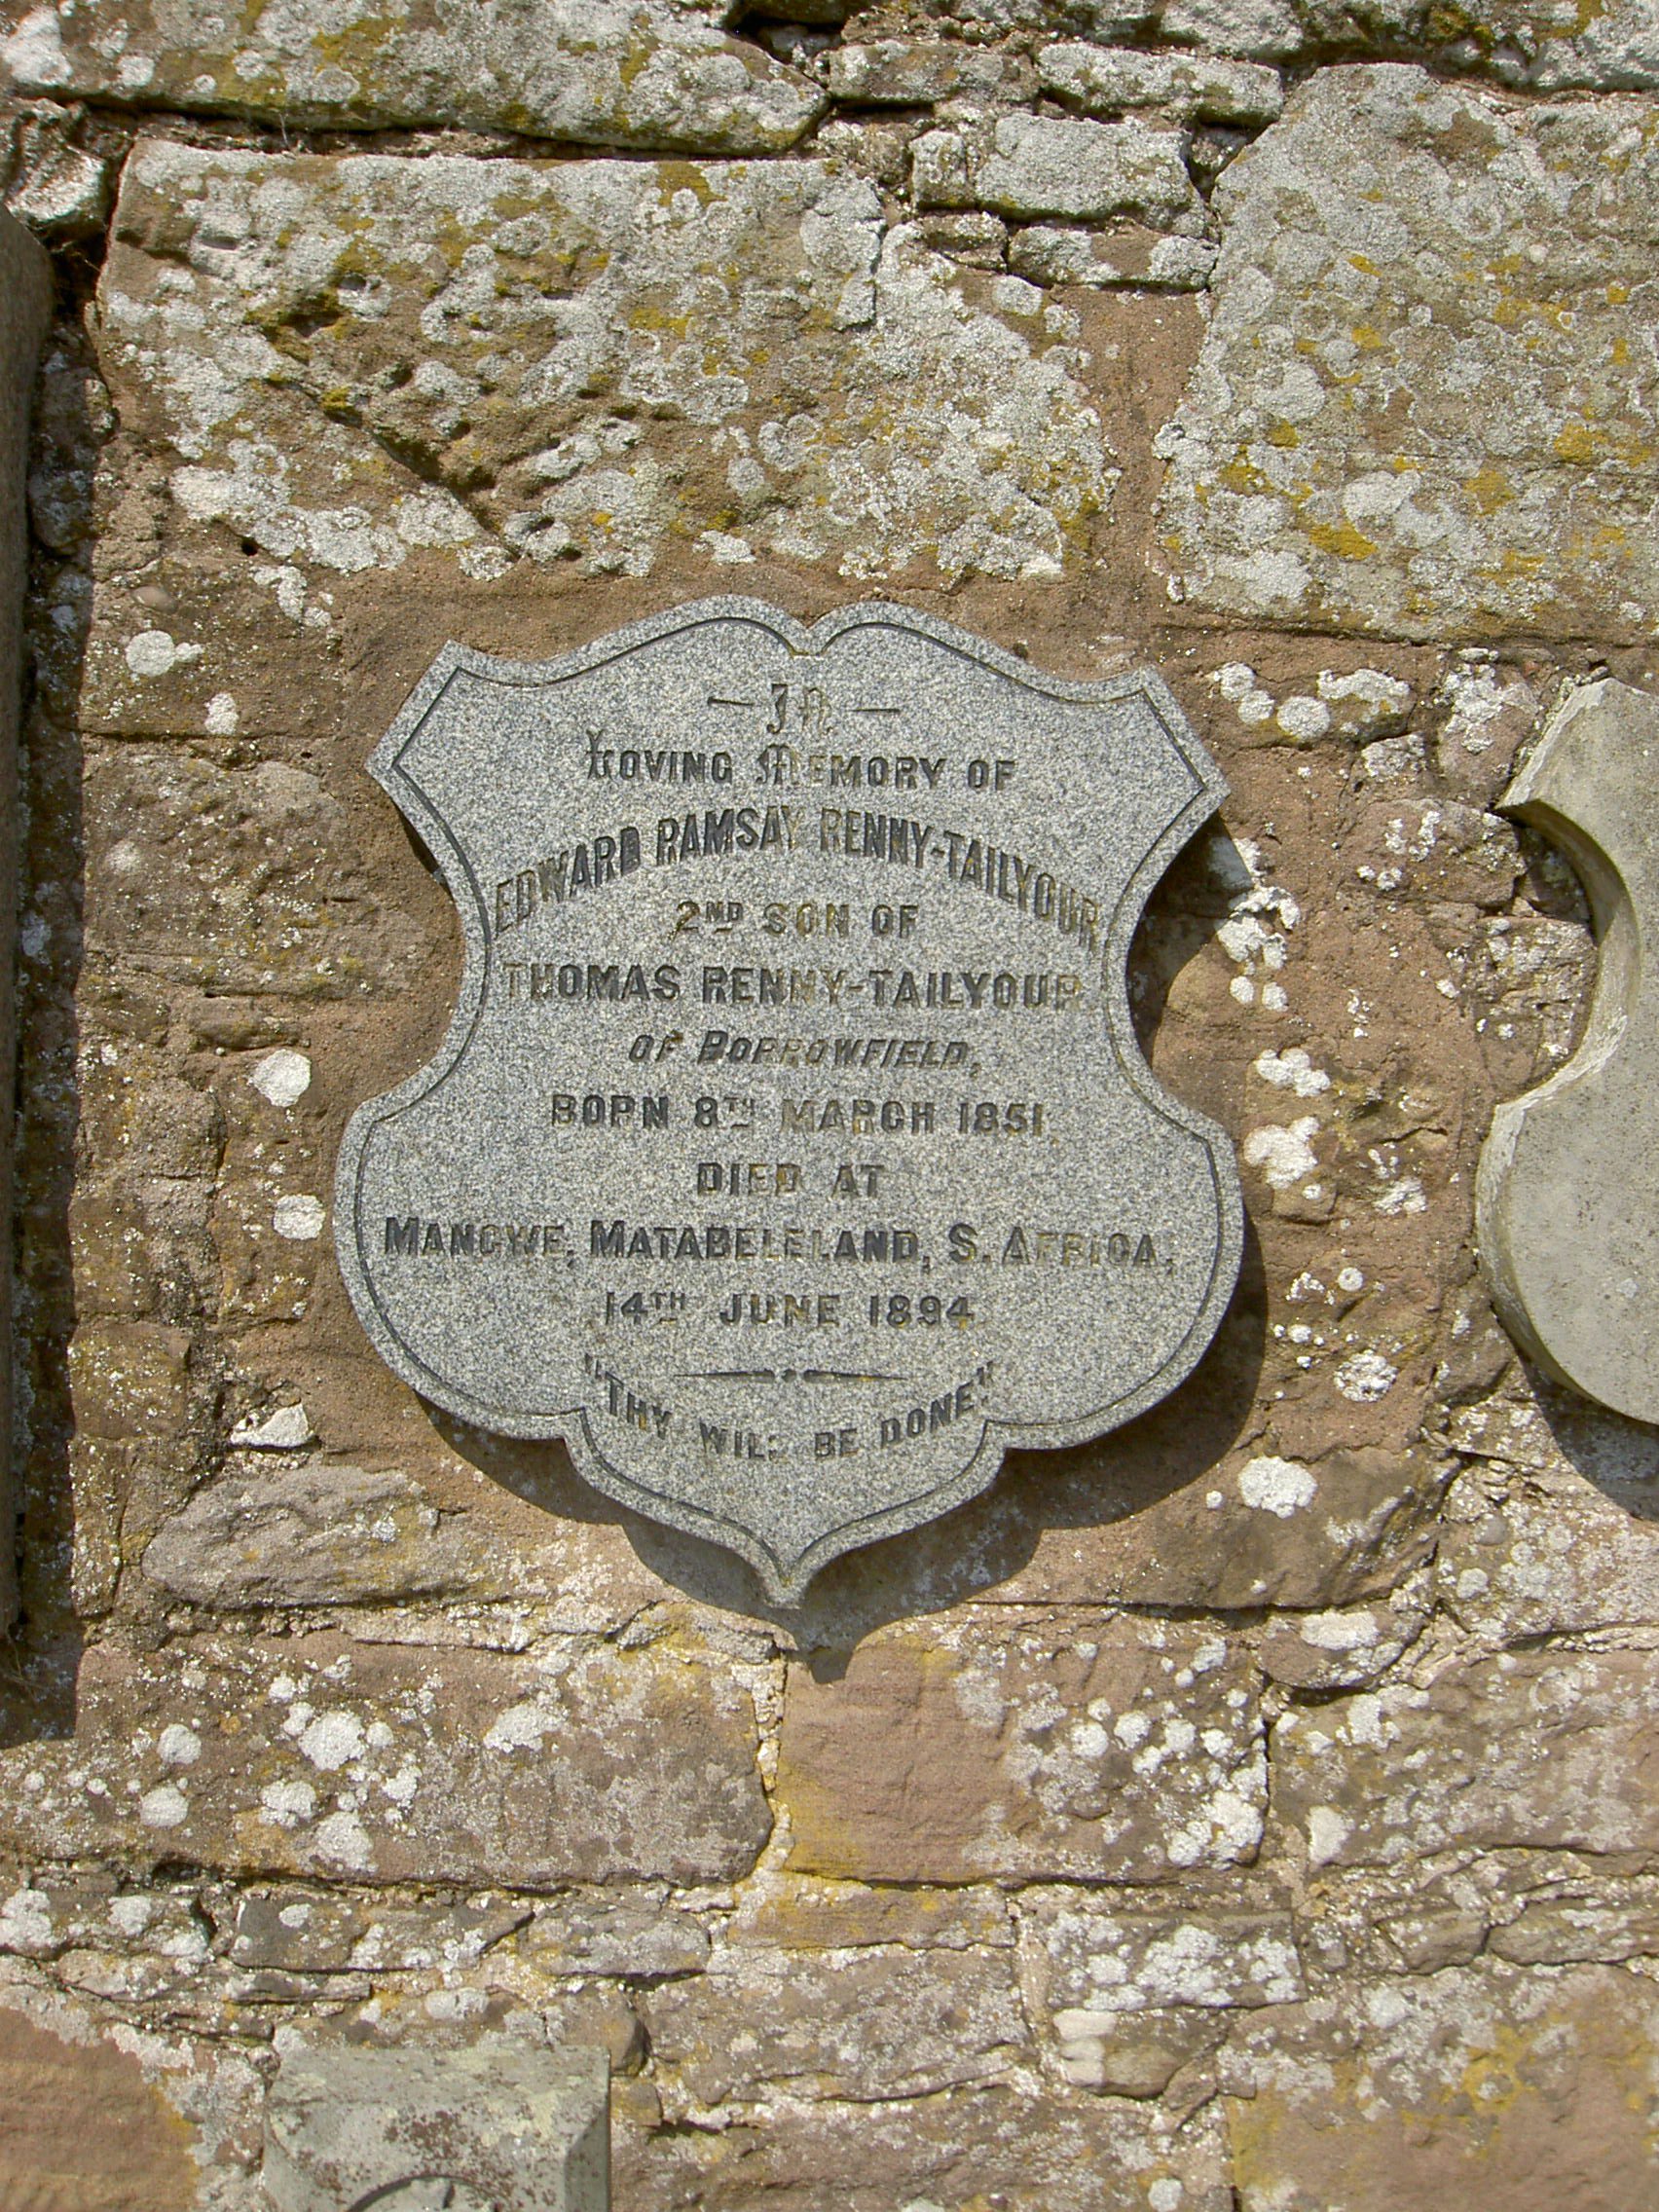 — In —
Loving Memory of
EDWARD RAMSAY RENNY-TAILYOUR
2ND SON OF
THOMAS RENNY-TAILYOUR
OF BORROWFIELD,
BORN 8TH MARCH 1851,
DIED AT
MANGWE, MATABELELAND, S. AFRICA,
14TH JUNE 1894.
"THY WILL BE DONE."